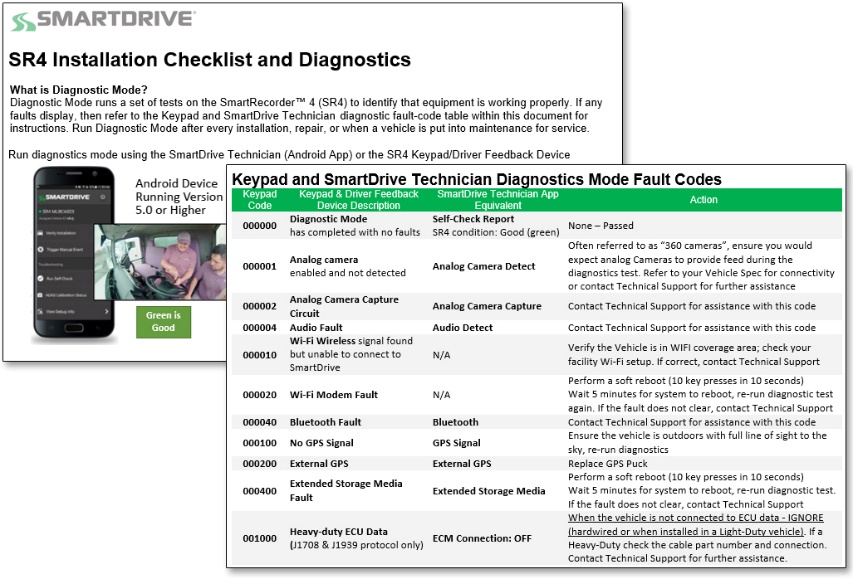 SMARTDRIVE®
SR4 Installation Checklist and Diagnostics
What is Diagnostic Mode?
Diagnostic Mode runs a set of tests on the SmartRecorder™ 4 (SR4) to identify that equipment is working properly. If any
faults display, then refer to the Keypad and SmartDrive Technician diagnostic fault-code table within this document for
instructions. Run Diagnostic Mode after every installation, repair, or when a vehicle is put into maintenance for service.
Run diagnostics mode using the SmartDrive Technician (Android App) or the SR4 Keypad/Driver Feedback Device
SMARTDRIVE
Verify Installation
Trigger Manual Event
Troubleshooting
Run Self Check
ADAS Calibration Status
View Setup Info
Android Device
Running Version
5.0 or Higher
Green is
Good
Keypad and SmartDrive Technician Diagnostics Mode Fault Codes
Keypad
Code
Keypad & Driver Feedback
Device Description
SmartDrive Technician App
Equivalent
Action
000000
Diagnostic Mode
has completed with no faults
Self-Check Report
SR4 condition: Good (green)
None – Passed
000001
Analog camera
enabled and not detected
Analog Camera Detect
Often referred to as “360 cameras”, ensure you would
expect analog Cameras to provide feed during the
diagnostics test. Refer to your Vehicle Spec for connectivity
or contact Technical Support for further assistance
000002
Analog Camera Capture
Circuit
Analog Camera Capture
Contact Technical Support for assistance with this code
000004
Audio Fault
Audio Detect
Contact Technical Support for assistance with this code
000010
Wi-Fi Wireless signal found
but unable to connect to
SmartDrive
N/A
Verify the Vehicle is in WIFI coverage area; check your
facility Wi-Fi setup. If correct, contact Technical Support
000020
Wi-Fi Modem Fault
N/A
Perform a soft reboot (10 key presses in 10 seconds)
Wait 5 minutes for system to reboot, re-run diagnostic test
again. If the fault does not clear, contact Technical Support
000040
Bluetooth Fault
Bluetooth
Contact Technical Support for assistance with this code
000100
No GPS Signal
GPS Signal
Ensure the vehicle is outdoors with full line of sight to the
sky, re-run diagnostics
000200
External GPS
External GPS
Replace GPS Puck
000400
Extended Storage Media
Fault
Extended Storage Media
Perform a soft reboot (10 key presses in 10 seconds)
Wait 5 minutes for system to reboot, re-run diagnostic test.
If the fault does not clear, contact Technical Support
001000
Heavy-duty ECU Data
(J1708 & J1939 protocol only)
ECM Connection: OFF
When the vehicle is not connected to ECU data - IGNORE
(hardwired or when installed in a Light-Duty vehicle). If a
Heavy-Duty check the cable part number and connection.
Contact Technical Support for further assistance.